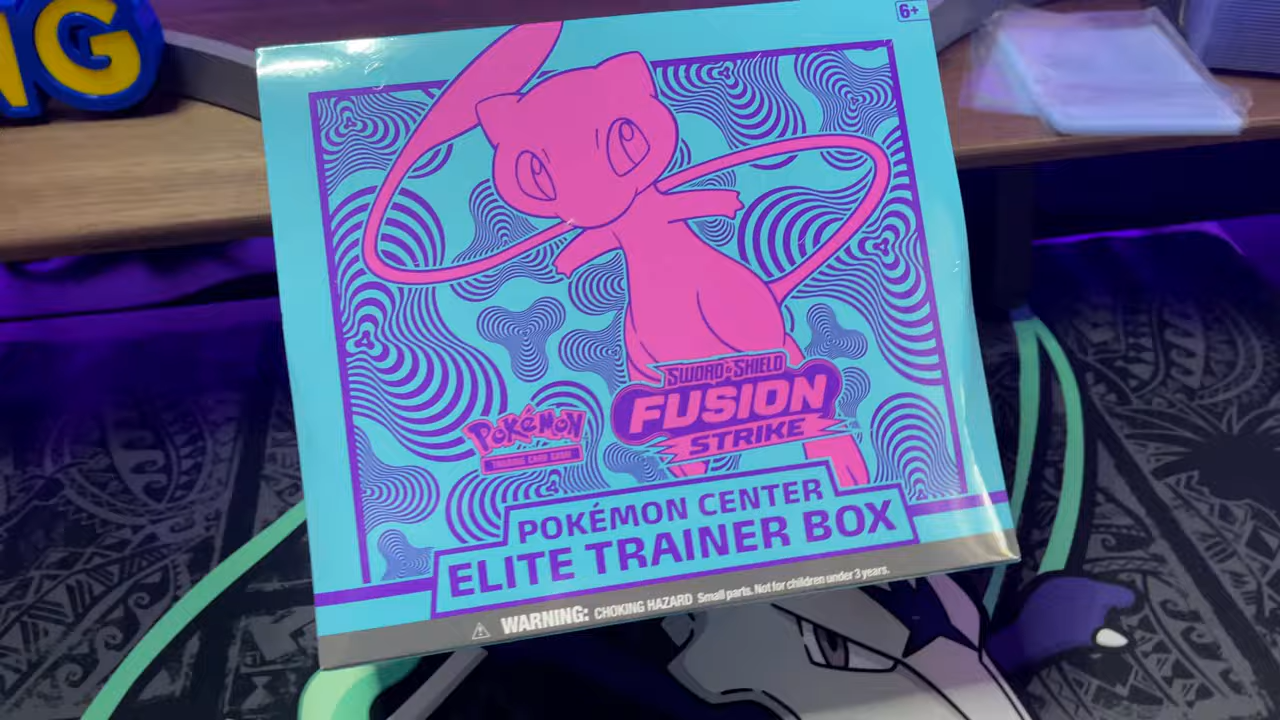 NG
6+
SWORD & SHIELD
FUSION
STRIKE
POKéMON
TRADING CARD GAME
POKÉMON CENTER
ELITE TRAINER BOX
WARNING: CHOKING HAZARD Small parts. Not for children under 3 years.